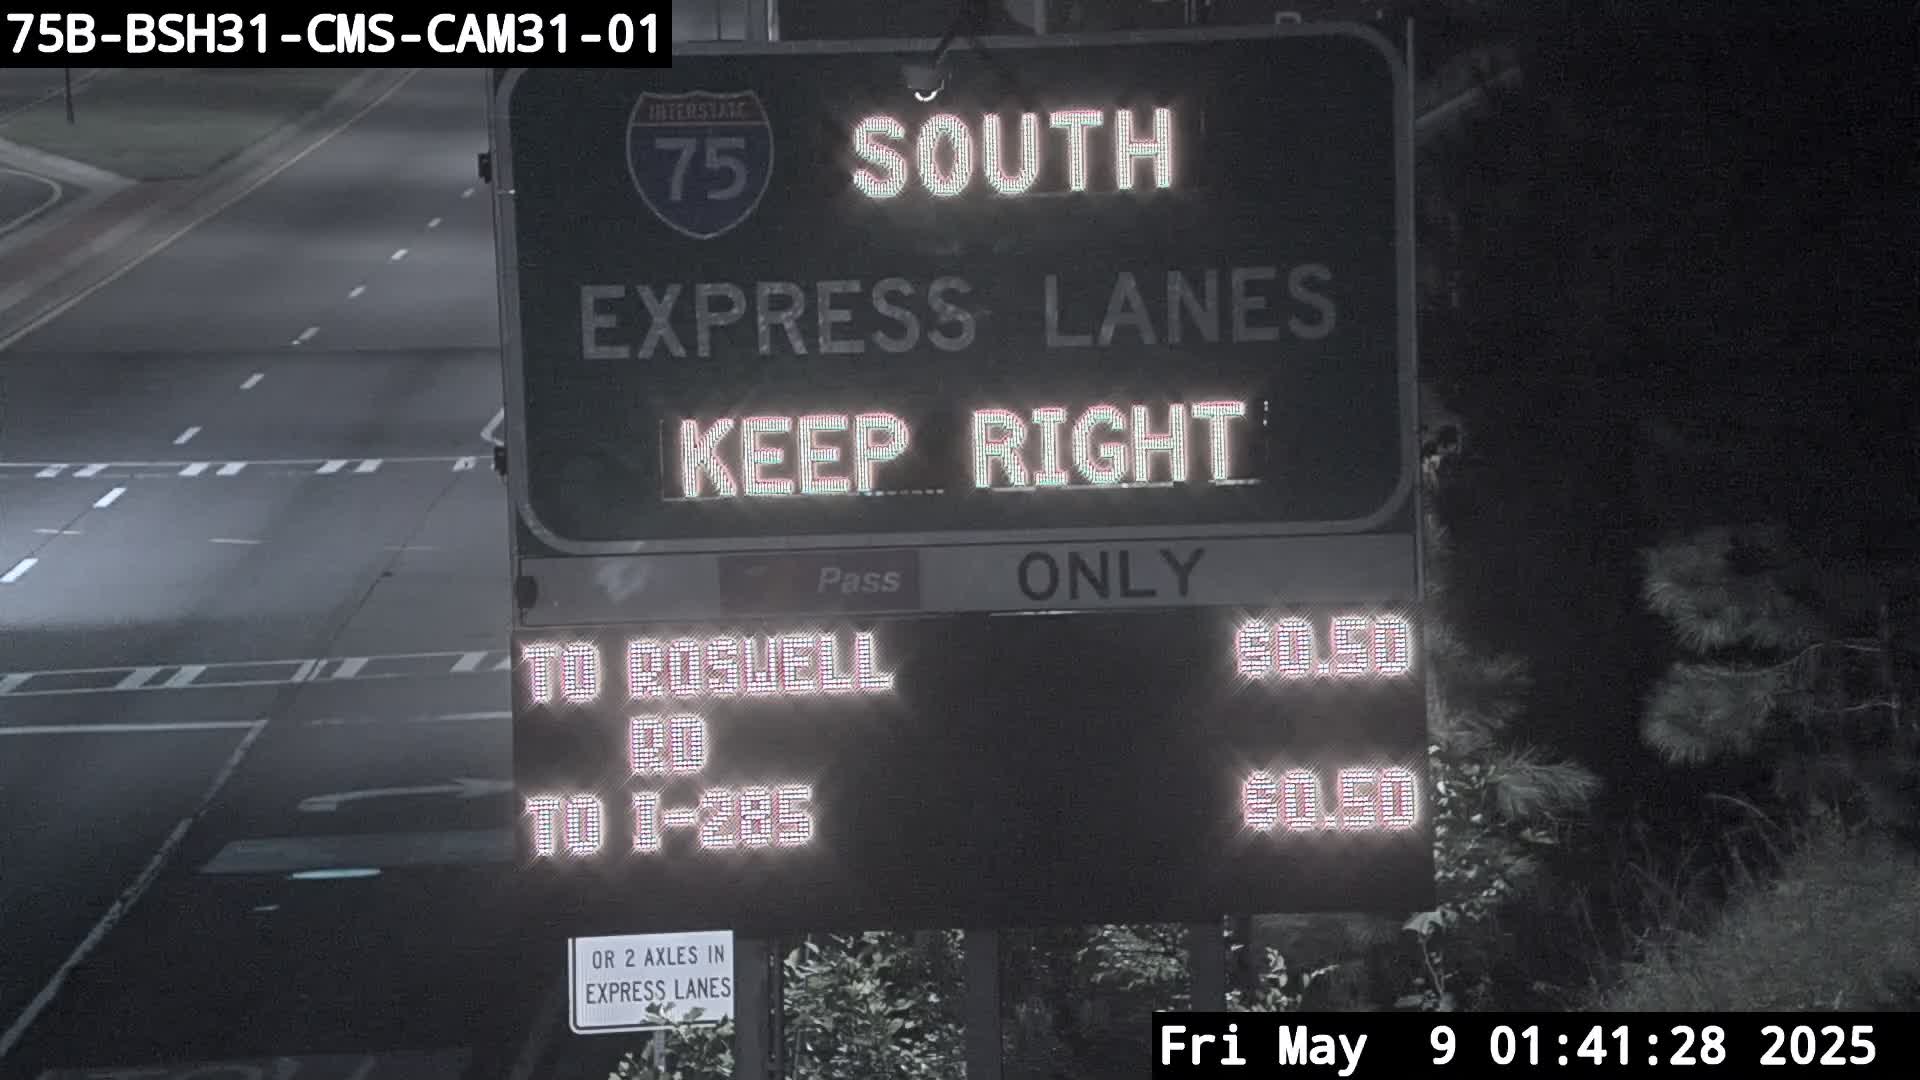 75B-BSH31-CMS-CAM31-01
INTERSTATE
75
SOUTH
EXPRESS LANES
KEEP RIGHT
Pass ONLY
TO ROSWELL $0.50
RD
TO I-285 $0.50
OR 2 AXLES IN
EXPRESS LANES
Fri May 9 01:41:28 2025